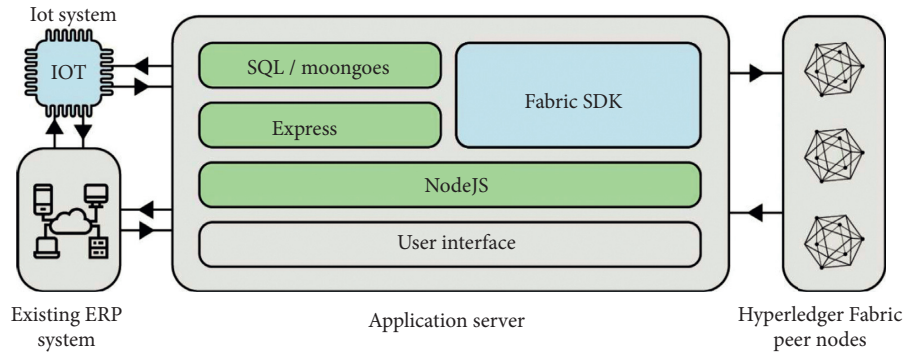 Iot system
IOT
SQL / moongoes
Fabric SDK
Express
NodeJS
User interface
Existing ERP
system
Application server
Hyperledger Fabric
peer nodes